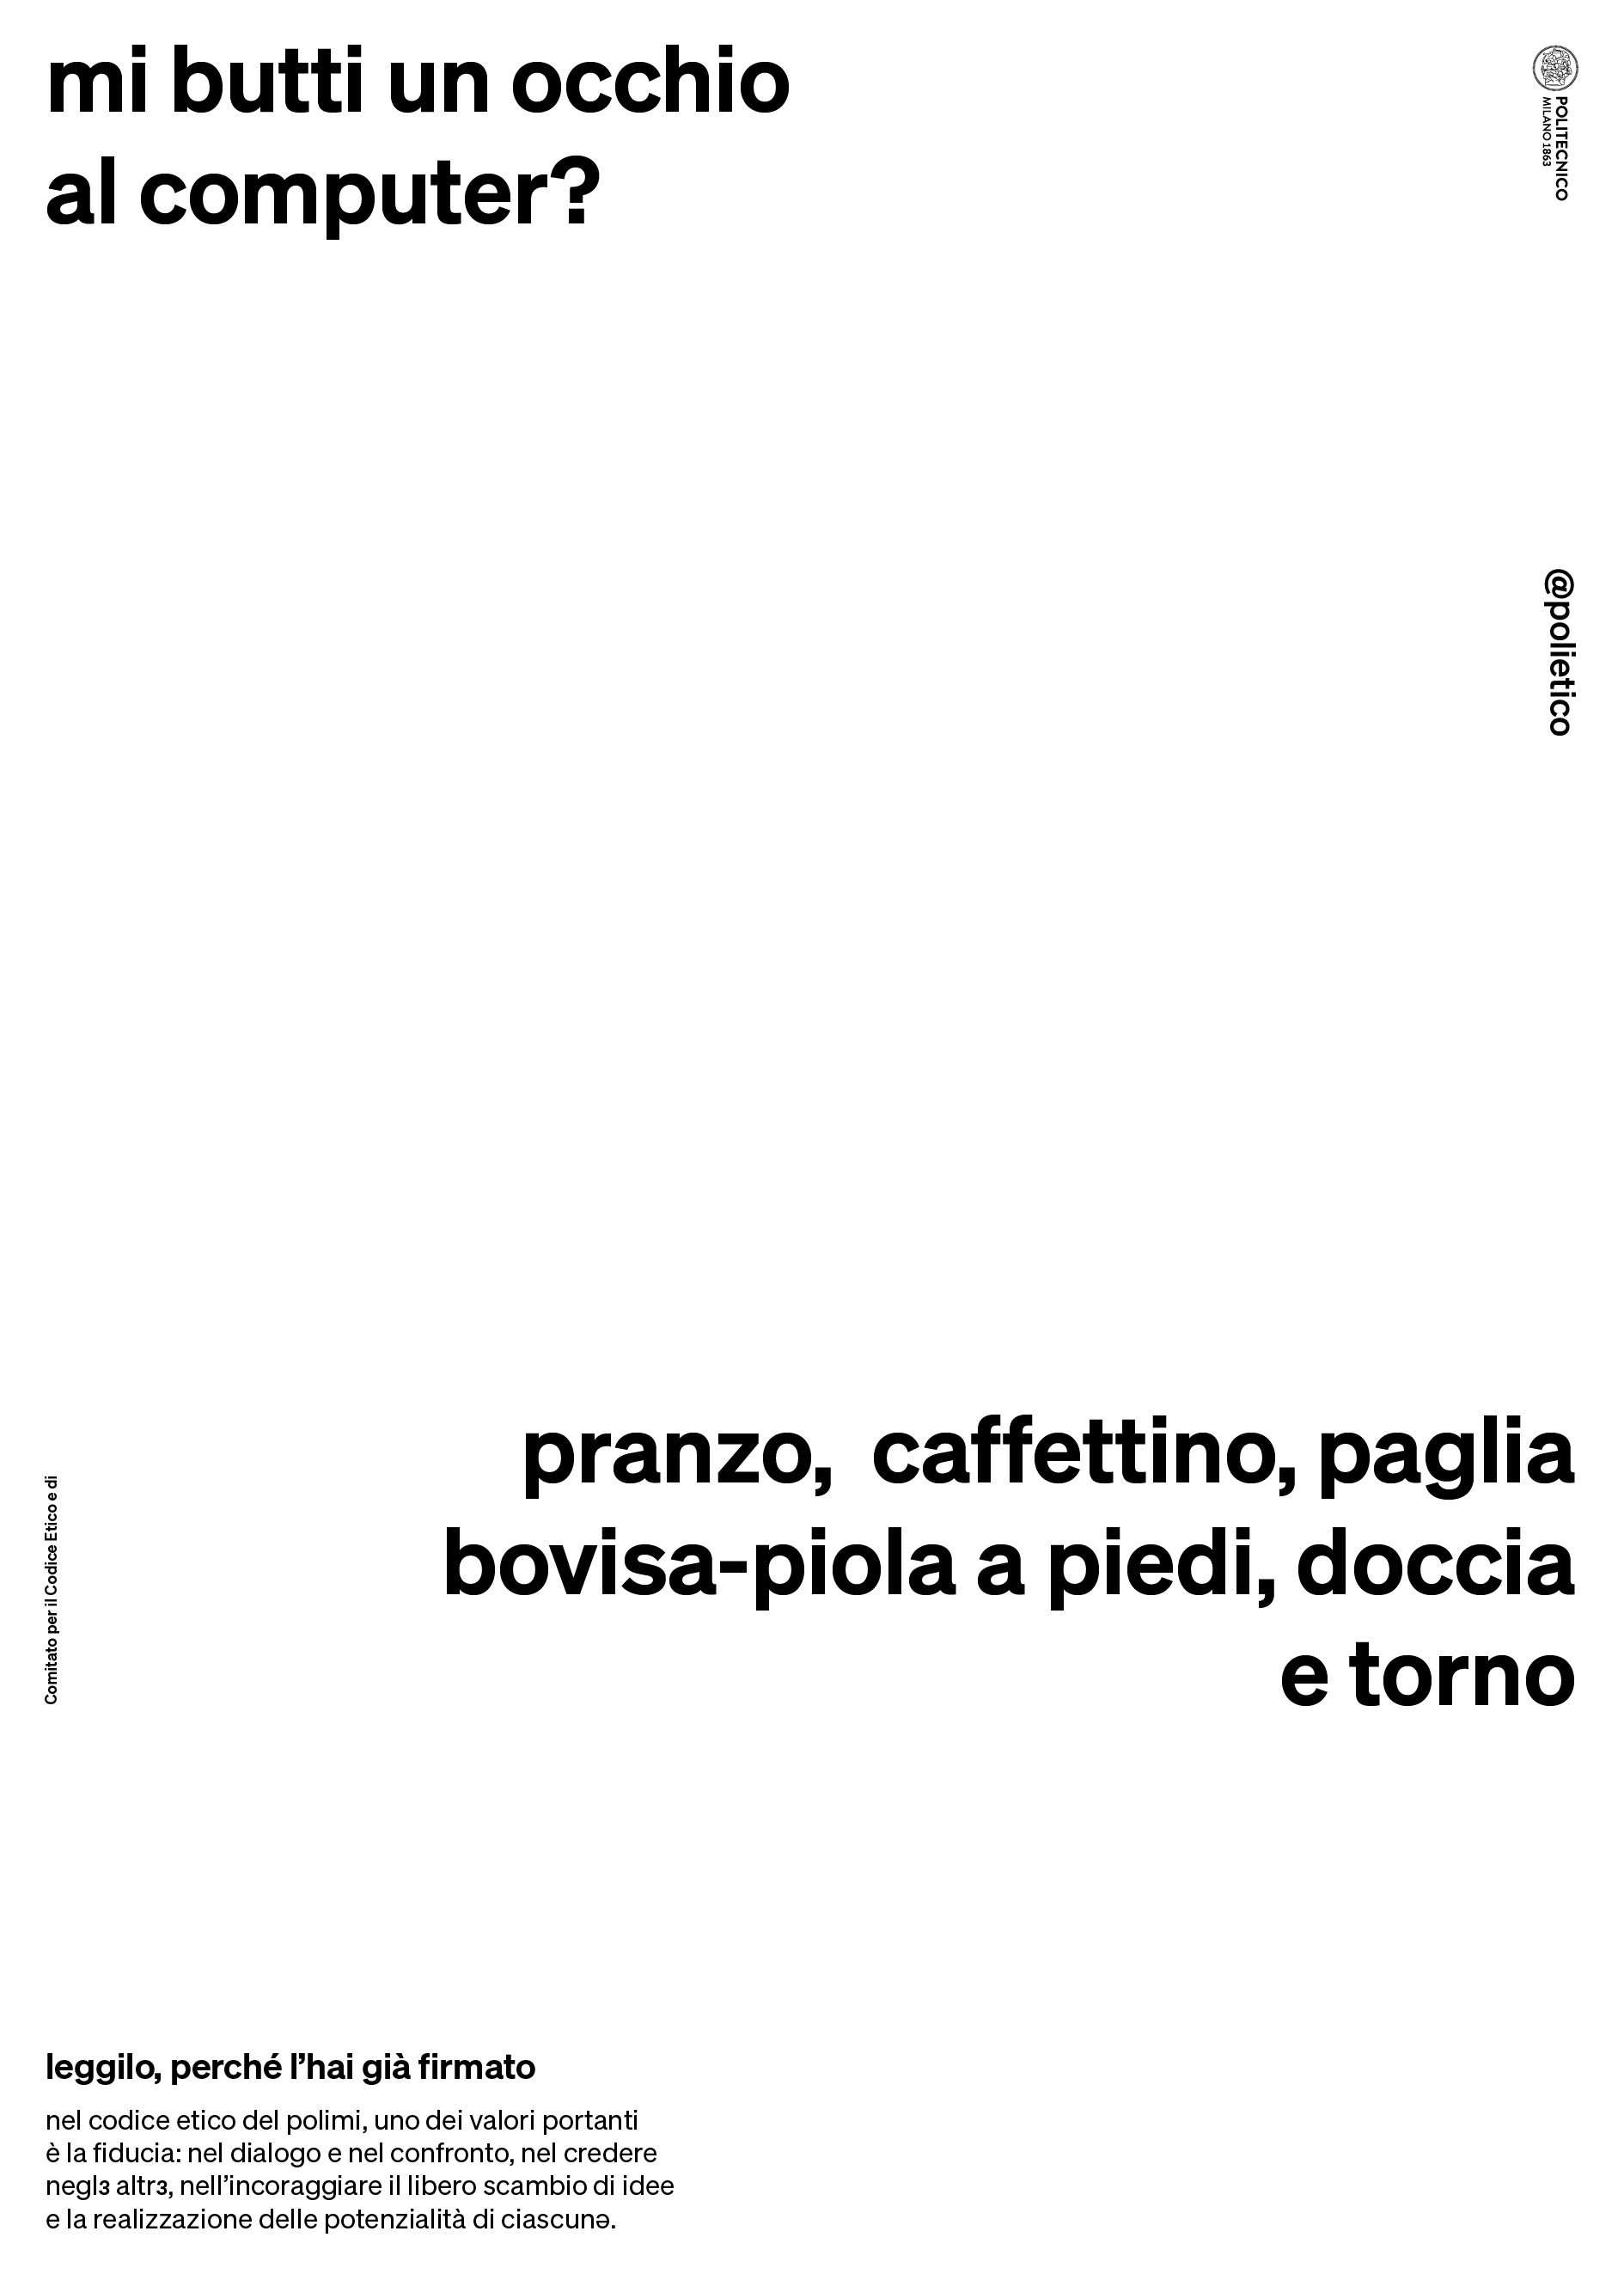 mi butti un occhio
al computer?
POLITECNICO
MILANO 1863
@polietico
pranzo,  caffettino, paglia
bovisa-piola a piedi, doccia
e torno
Comitato per il Codice Etico e di
leggilo, perché l’hai già firmato
nel codice etico del polimi, uno dei valori portanti
è la fiducia: nel dialogo e nel confronto, nel credere
neglɜ altrɜ, nell’incoraggiare il libero scambio di idee
e la realizzazione delle potenzialità di ciascunə.